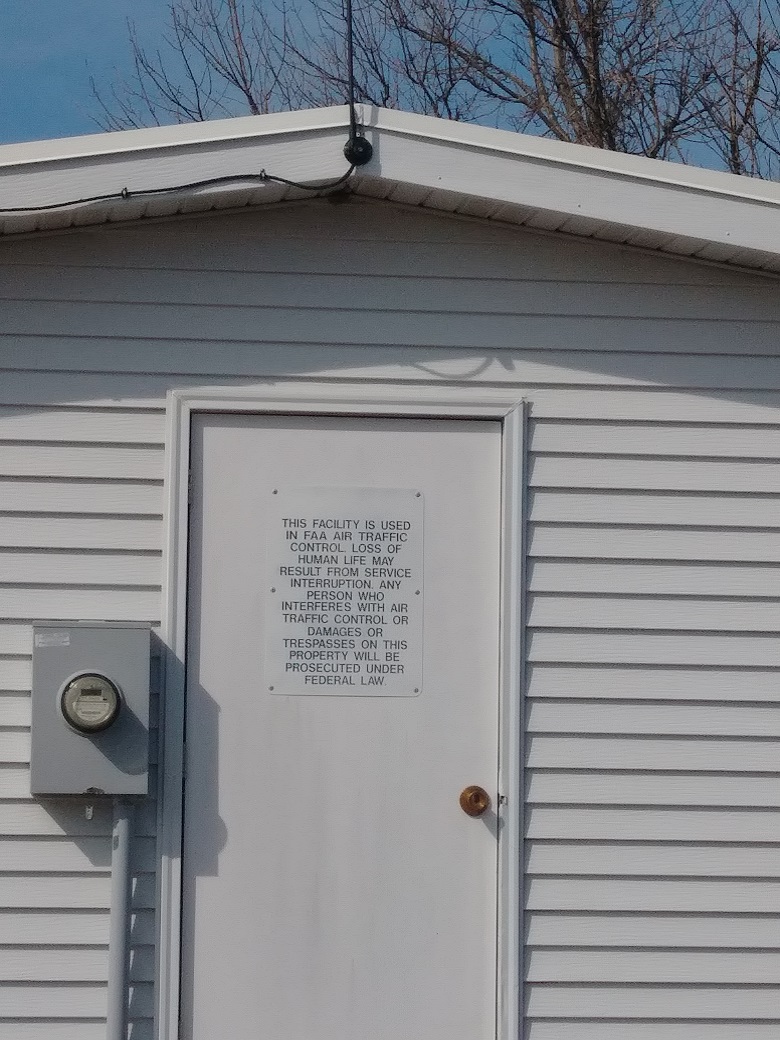 THIS FACILITY IS USED
IN FAA AIR TRAFFIC
CONTROL. LOSS OF
HUMAN LIFE MAY
RESULT FROM SERVICE
INTERRUPTION. ANY
PERSON WHO
INTERFERES WITH AIR
TRAFFIC CONTROL OR
DAMAGES OR
TRESPASSES ON THIS
PROPERTY WILL BE
PROSECUTED UNDER
FEDERAL LAW.